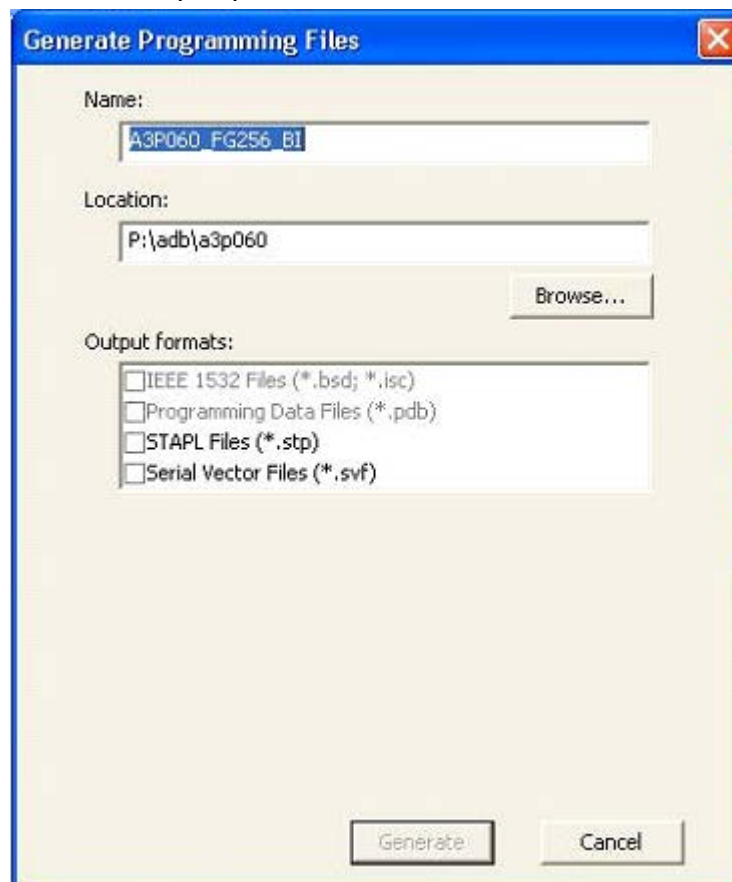 Generate Programming Files
Name:
A3P060_FG256_BI
Location:
P:\adb\a3p060
Browse...
Output formats:
IEEE 1532 Files (*.bsd; *.isc)
Programming Data Files (*.pdb)
STAPL Files (*.stp)
Serial Vector Files (*.svf)
Generate
Cancel